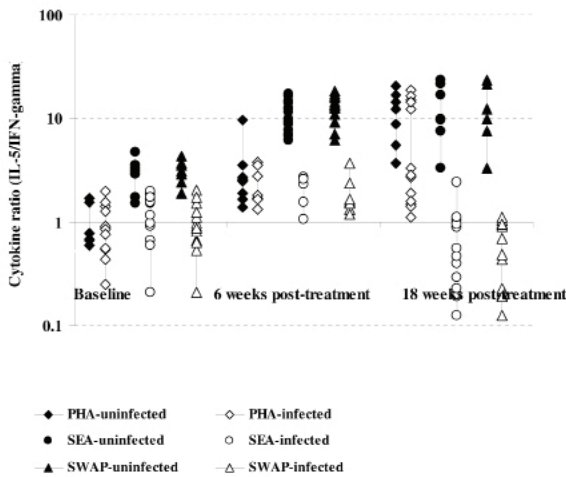 Cytokine ratio (IL-5/IFN-gamma)
100
10
1
0.1
Baseline
6 weeks post-treatment
18 weeks post-treatment
PHA-uninfected
PHA-infected
SEA-uninfected
SEA-infected
SWAP-uninfected
SWAP-infected